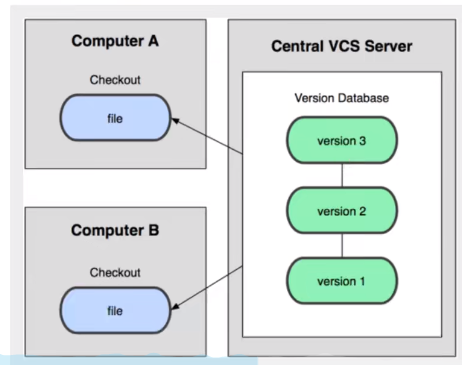 Computer A
Checkout
file
Computer B
Checkout
file
Central VCS Server
Version Database
version 3
version 2
version 1